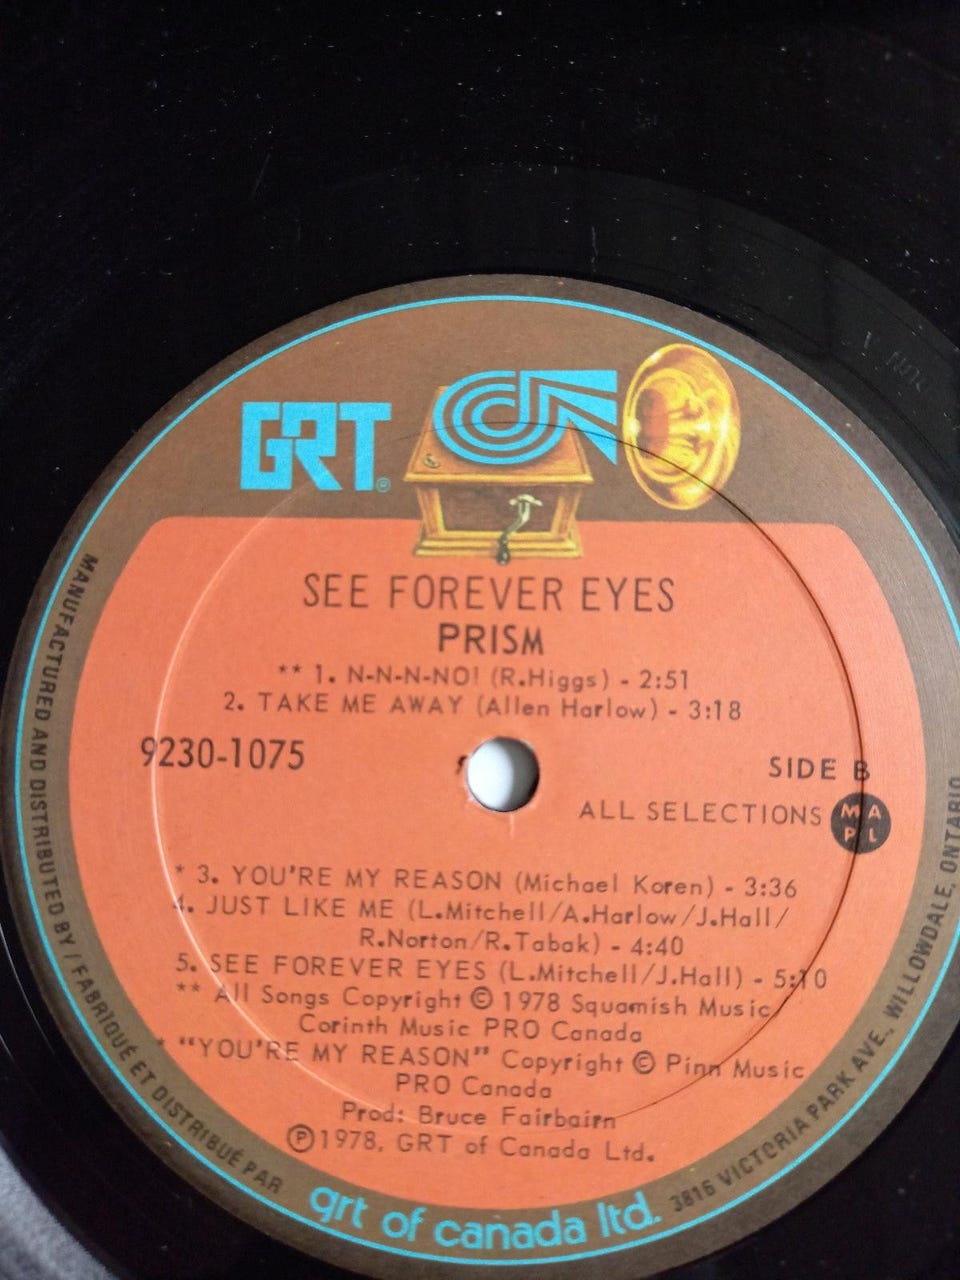 GRT®
SEE FOREVER EYES
PRISM
** 1. N-N-N-NO! (R.Higgs) - 2:51
2. TAKE ME AWAY (Allen Harlow) - 3:18
9230-1075
SIDE B
ALL SELECTIONS MAPL
* 3. YOU'RE MY REASON (Michael Koren) - 3:36
4. JUST LIKE ME (L.Mitchell/A.Harlow/J.Hall/
R.Norton/R.Tabak) - 4:40
5. SEE FOREVER EYES (L.Mitchell/J.Hall) - 5:10
** All Songs Copyright © 1978 Squamish Music/
Corinth Music PRO Canada
* "YOU'RE MY REASON" Copyright © Pinn Music
PRO Canada
Prod: Bruce Fairbairn
℗1978, GRT of Canada Ltd.
MANUFACTURED AND DISTRIBUTED BY / FABRIQUÉ ET DISTRIBUÉ PAR
grt of canada ltd.
3816 VICTORIA PARK AVE., WILLOWDALE, ONTARIO